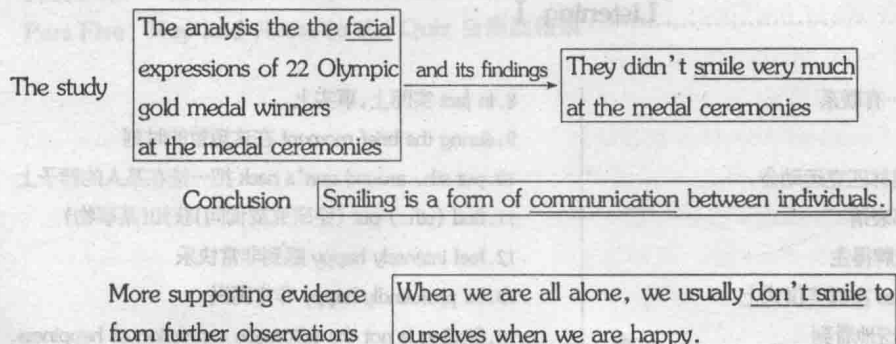 The study
The analysis the the facial
expressions of 22 Olympic
gold medal winners
at the medal ceremonies
and its findings
They didn't smile very much
at the medal ceremonies
Conclusion
Smiling is a form of communication between individuals.
More supporting evidence
from further observations
When we are all alone, we usually don't smile to
ourselves when we are happy.